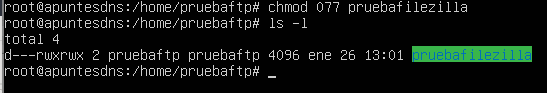 root@apuntesdns:/home/pruebaftp# chmod 077 pruebafilezilla
root@apuntesdns:/home/pruebaftp# ls -l
total 4
d---rwxrwx 2 pruebaftp pruebaftp 4096 ene 26 13:01 pruebafilezilla
root@apuntesdns:/home/pruebaftp# _